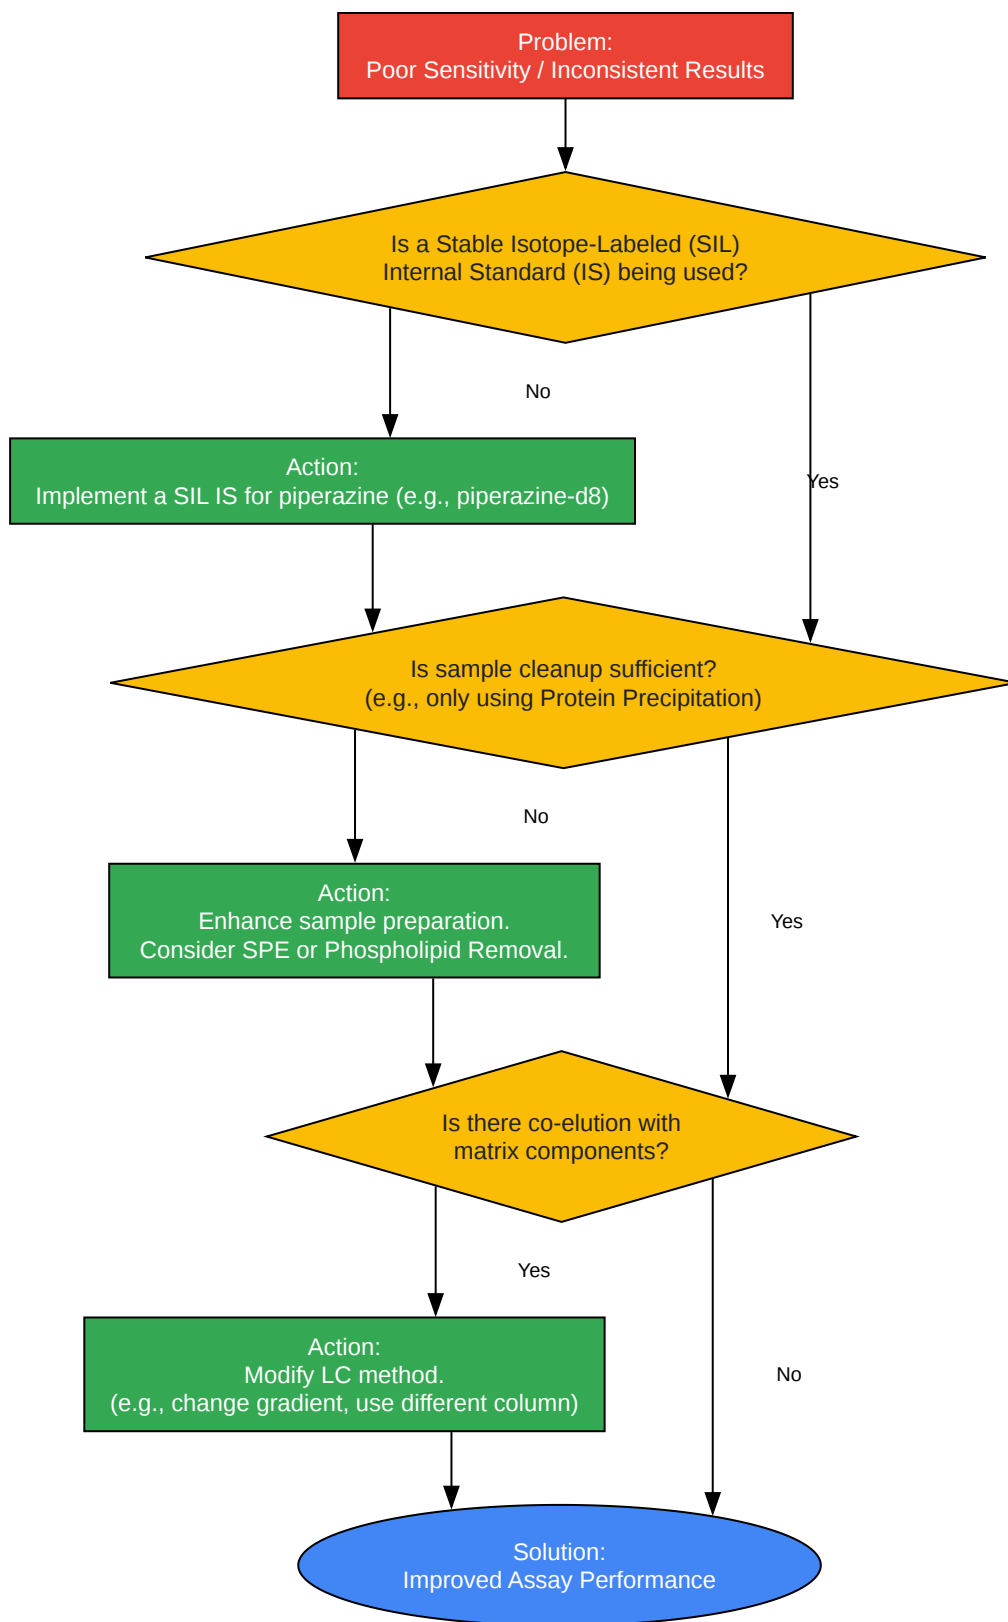 Problem:
Poor Sensitivity / Inconsistent Results
Is a Stable Isotope-Labeled (SIL)
Internal Standard (IS) being used?
No
Action:
Implement a SIL IS for piperazine (e.g., piperazine-d8)
Yes
Is sample cleanup sufficient?
(e.g., only using Protein Precipitation)
No
Action:
Enhance sample preparation.
Consider SPE or Phospholipid Removal.
Yes
Is there co-elution with
matrix components?
Yes
Action:
Modify LC method.
(e.g., change gradient, use different column)
No
Solution:
Improved Assay Performance